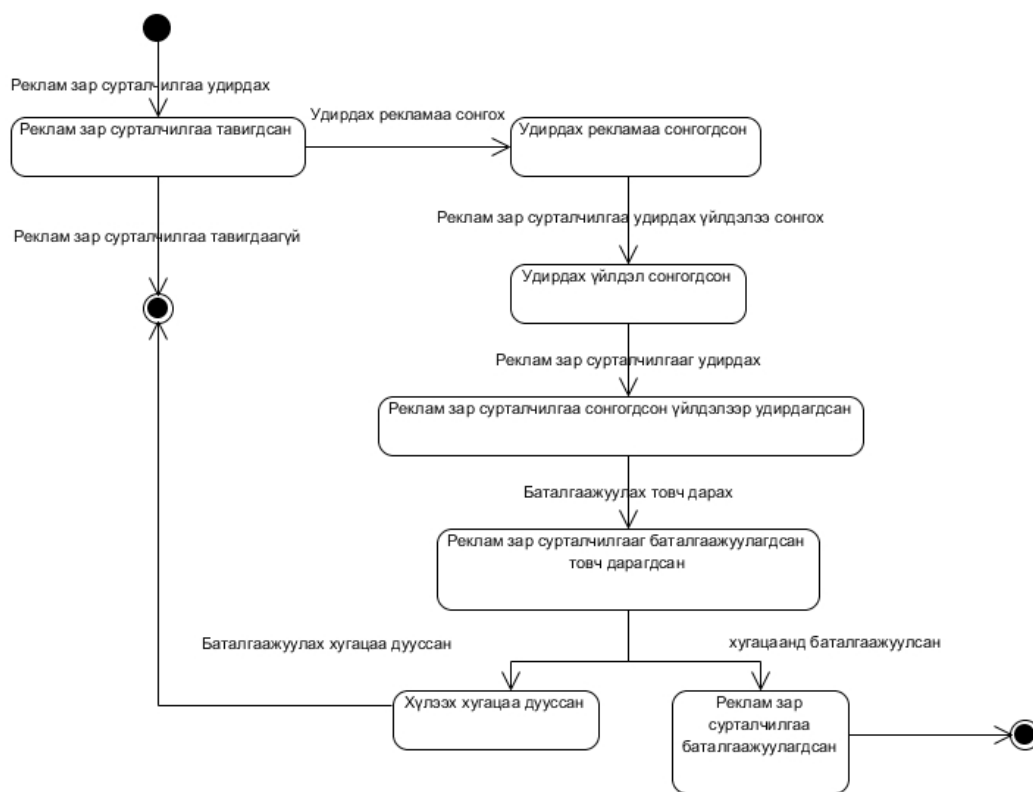 Реклам зар сурталчилгаа удирдах
Реклам зар сурталчилгаа тавигдсан
Удирдах рекламаа сонгох
Удирдах рекламаа сонгогдсон
Реклам зар сурталчилгаа удирдах үйлдэлээ сонгох
Реклам зар сурталчилгаа тавигдаагүй
Удирдах үйлдэл сонгогдсон
Реклам зар сурталчилгааг удирдах
Реклам зар сурталчилгаа сонгогдсон үйлдэлээр удирдагдсан
Баталгаажуулах товч дарах
Реклам зар сурталчилгааг баталгаажуулагдсан
товч дарагдсан
Баталгаажуулах хугацаа дууссан
хугацаанд баталгаажуулсан
Хүлээх хугацаа дууссан
Реклам зар
сурталчилгаа
баталгаажуулагдсан